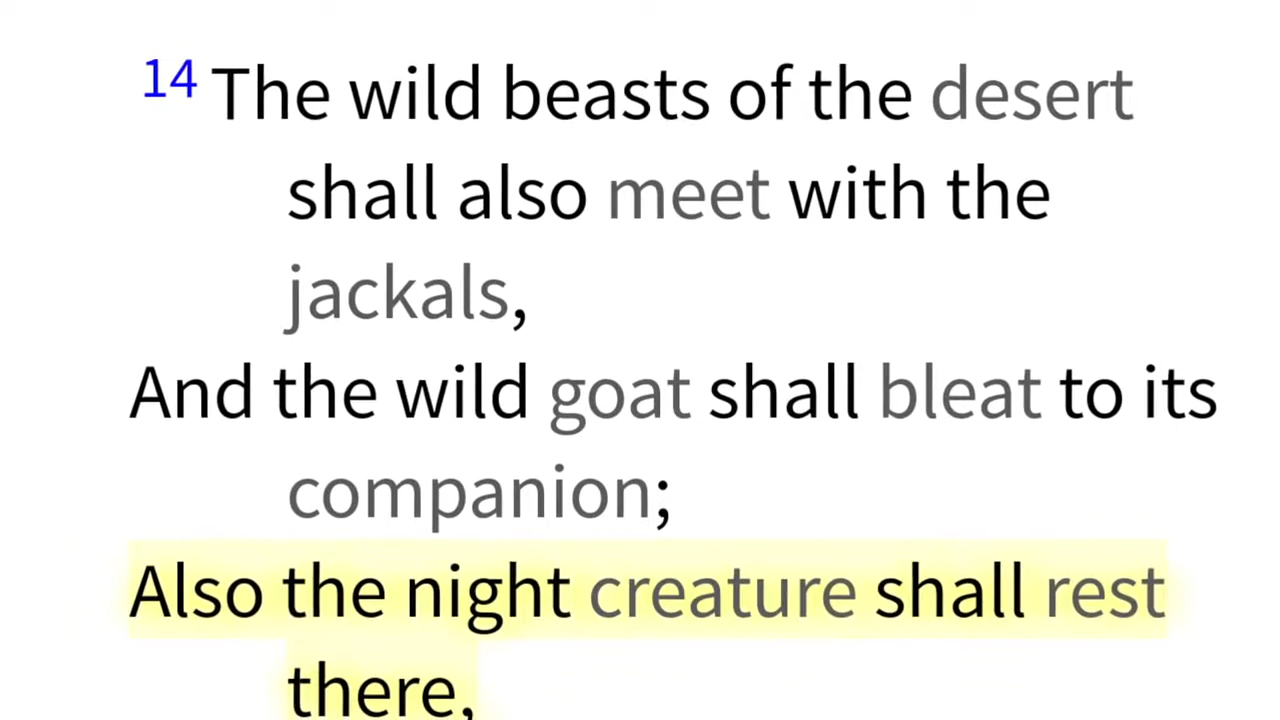 14 The wild beasts of the desert
shall also meet with the
jackals,
And the wild goat shall bleat to its
companion;
Also the night creature shall rest
there,